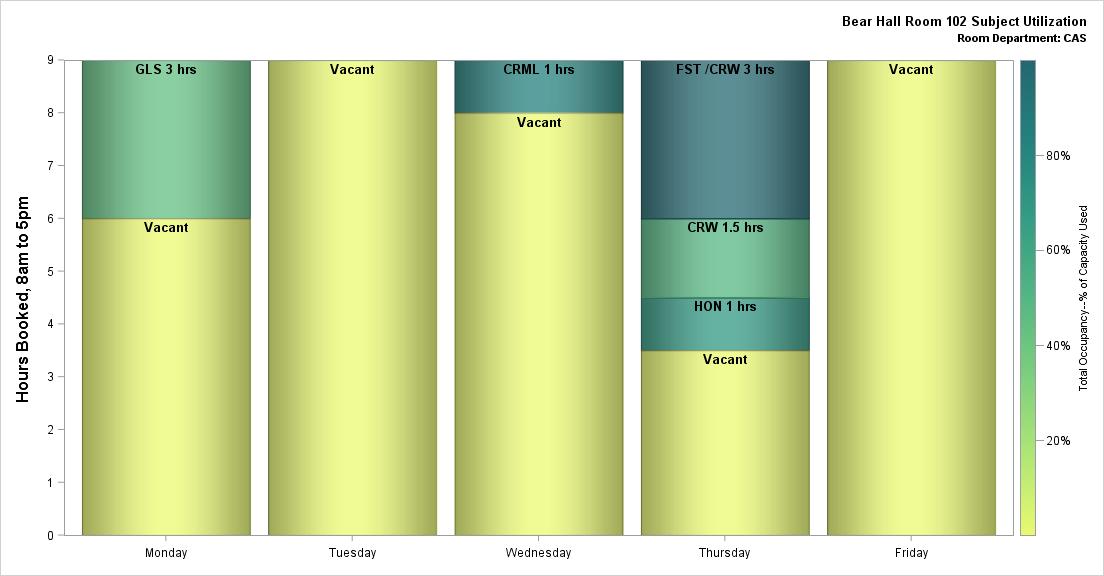 Bear Hall Room 102 Subject Utilization
Room Department: CAS
Hours Booked, 8am to 5pm
9
8
7
6
5
4
3
2
1
0
GLS 3 hrs
Vacant
Vacant
CRML 1 hrs
Vacant
FST /CRW 3 hrs
CRW 1.5 hrs
HON 1 hrs
Vacant
Vacant
Monday
Tuesday
Wednesday
Thursday
Friday
80%
60%
40%
20%
Total Occupancy--% of Capacity Used